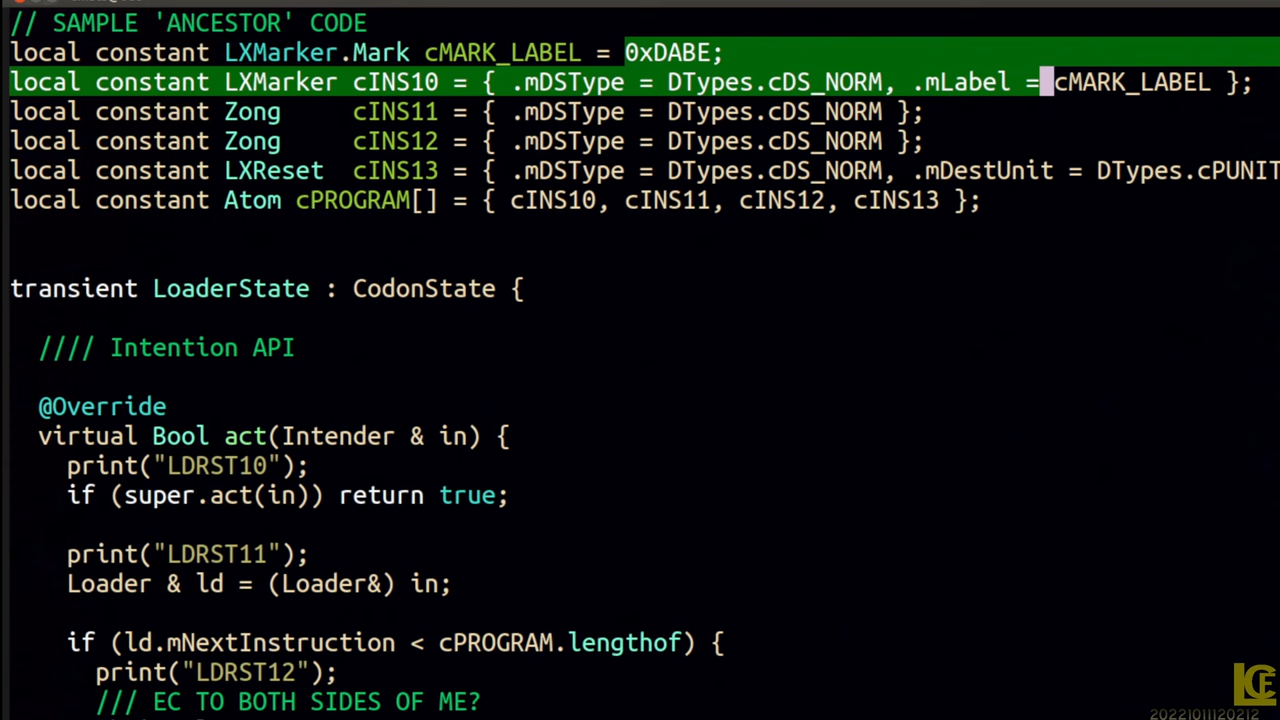 // SAMPLE 'ANCESTOR' CODE
local constant LXMarker.Mark cMARK_LABEL = 0xDABE;
local constant LXMarker cINS10 = { .mDSType = DTypes.cDS_NORM, .mLabel = cMARK_LABEL };
local constant Zong    cINS11 = { .mDSType = DTypes.cDS_NORM };
local constant Zong    cINS12 = { .mDSType = DTypes.cDS_NORM };
local constant LXReset  cINS13 = { .mDSType = DTypes.cDS_NORM, .mDestUnit = DTypes.cPUNIT
local constant Atom cPROGRAM[] = { cINS10, cINS11, cINS12, cINS13 };
transient LoaderState : CodonState {
//// Intention API
@Override
virtual Bool act(Intender & in) {
print("LDRST10");
if (super.act(in)) return true;
print("LDRST11");
Loader & ld = (Loader&) in;
if (ld.mNextInstruction < cPROGRAM.lengthof) {
print("LDRST12");
/// EC TO BOTH SIDES OF ME?
20221011120212